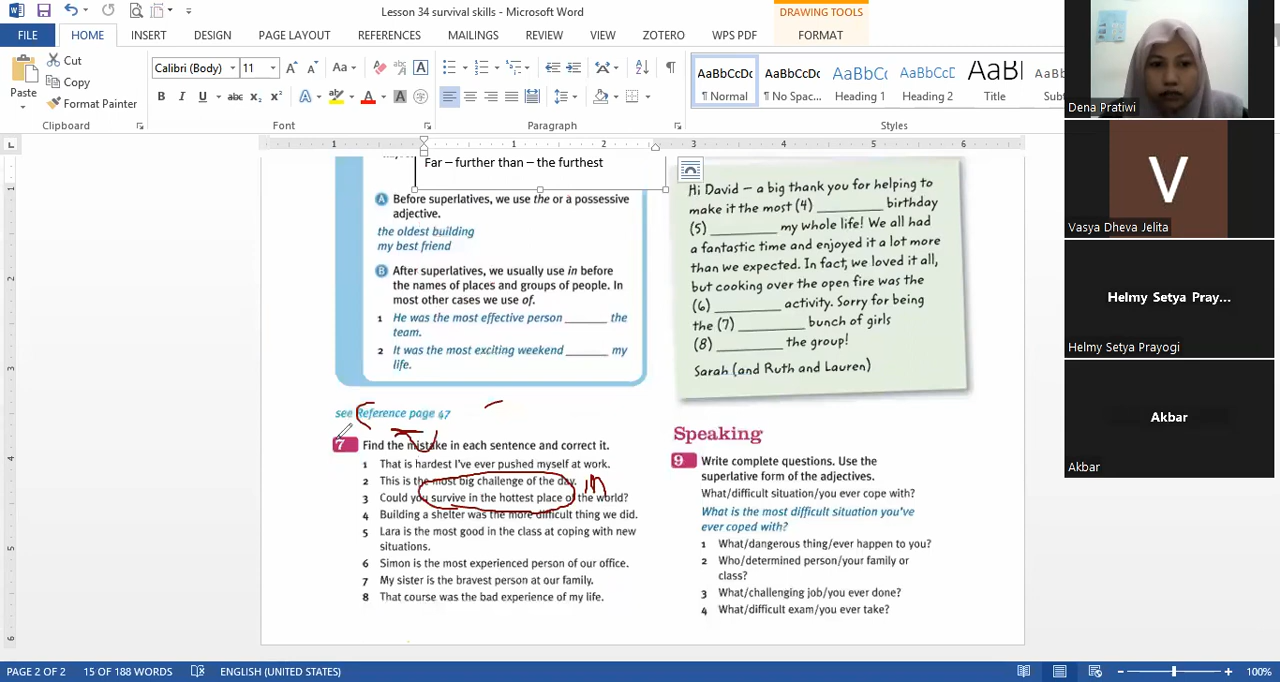 Lesson 34 survival skills - Microsoft Word
DRAWING TOOLS
FILE HOME INSERT DESIGN PAGE LAYOUT REFERENCES MAILINGS REVIEW VIEW ZOTERO WPS PDF FORMAT
Paste
Cut
Copy
Format Painter
Clipboard
Calibri (Body) 11
Font
Paragraph
AaBbCcDc AaBbCcDc AaBbCc AaBbCcD AaBI AaBb
¶ Normal ¶ No Spac... Heading 1 Heading 2 Title
Styles
Dena Pratiwi
V
Vasya Dheva Jelita
Helmy Setya Pray...
Helmy Setya Prayogi
Akbar
Akbar
Far – further than – the furthest
A Before superlatives, we use the or a possessive
adjective.
the oldest building
my best friend
B After superlatives, we usually use in before
the names of places and groups of people. In
most other cases we use of.
1 He was the most effective person ______ the
team.
2 It was the most exciting weekend ______ my
life.
see Reference page 47
7 Find the mistake in each sentence and correct it.
1 That is hardest I've ever pushed myself at work.
2 This is the most big challenge of the day.
3 Could you survive in the hottest place of the world?
in
4 Building a shelter was the more difficult thing we did.
5 Lara is the most good in the class at coping with new
situations.
6 Simon is the most experienced person of our office.
7 My sister is the bravest person at our family.
8 That course was the bad experience of my life.
Hi David – a big thank you for helping to
make it the most (4) ________ birthday
(5) ________ my whole life! We all had
a fantastic time and enjoyed it a lot more
than we expected. In fact, we loved it all,
but cooking over the open fire was the
(6) ________ activity. Sorry for being
the (7) ________ bunch of girls
(8) ________ the group!
Sarah (and Ruth and Lauren)
Speaking
9 Write complete questions. Use the
superlative form of the adjectives.
What/difficult situation/you ever cope with?
What is the most difficult situation you've
ever coped with?
1 What/dangerous thing/ever happen to you?
2 Who/determined person/your family or
class?
3 What/challenging job/you ever done?
4 What/difficult exam/you ever take?
PAGE 2 OF 2 15 OF 188 WORDS ENGLISH (UNITED STATES) 100%